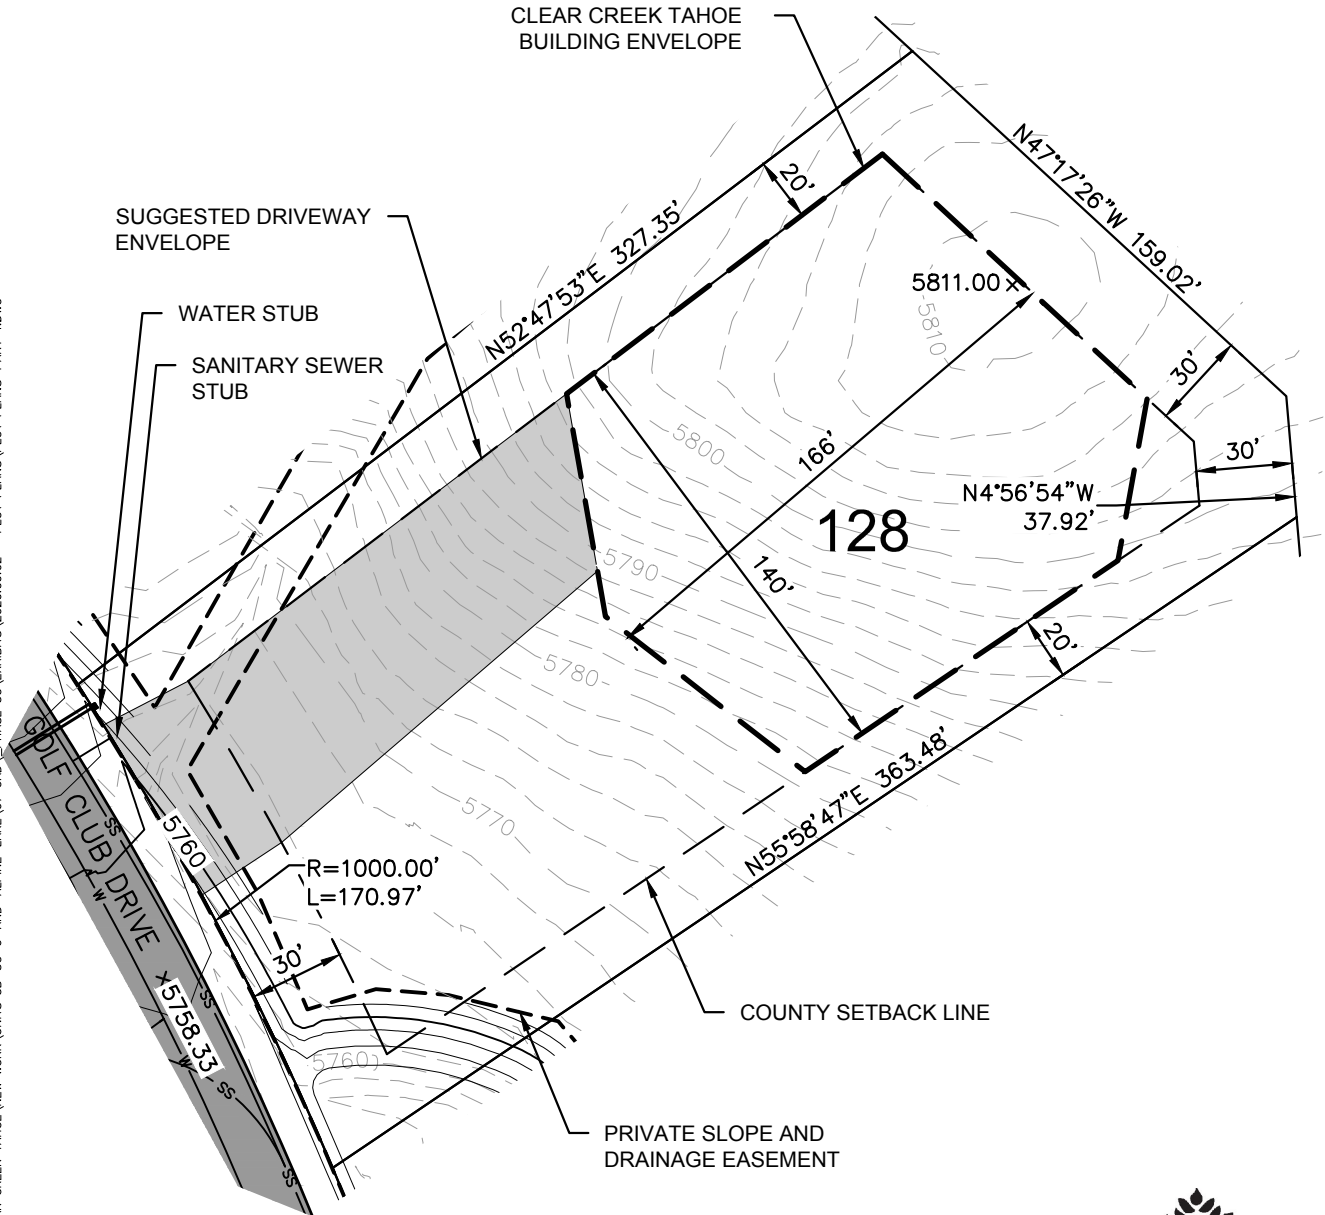 CLEAR CREEK TAHOE
BUILDING ENVELOPE
N47°17'26"W 159.02'
20'
SUGGESTED DRIVEWAY
ENVELOPE
N52°47'53"E 327.35'
5811.00 ×
5810
WATER STUB
SANITARY SEWER
STUB
30'
5800
166'
30'
N4°56'54"W
37.92'
128
5790
140'
20'
5780
GOLF CLUB DRIVE
5770
5760
SS
W
N55°58'47"E 363.48'
R=1000.00'
L=170.97'
30'
×5758.33
SS
W
SS
SS
5760
COUNTY SETBACK LINE
PRIVATE SLOPE AND
DRAINAGE EASEMENT